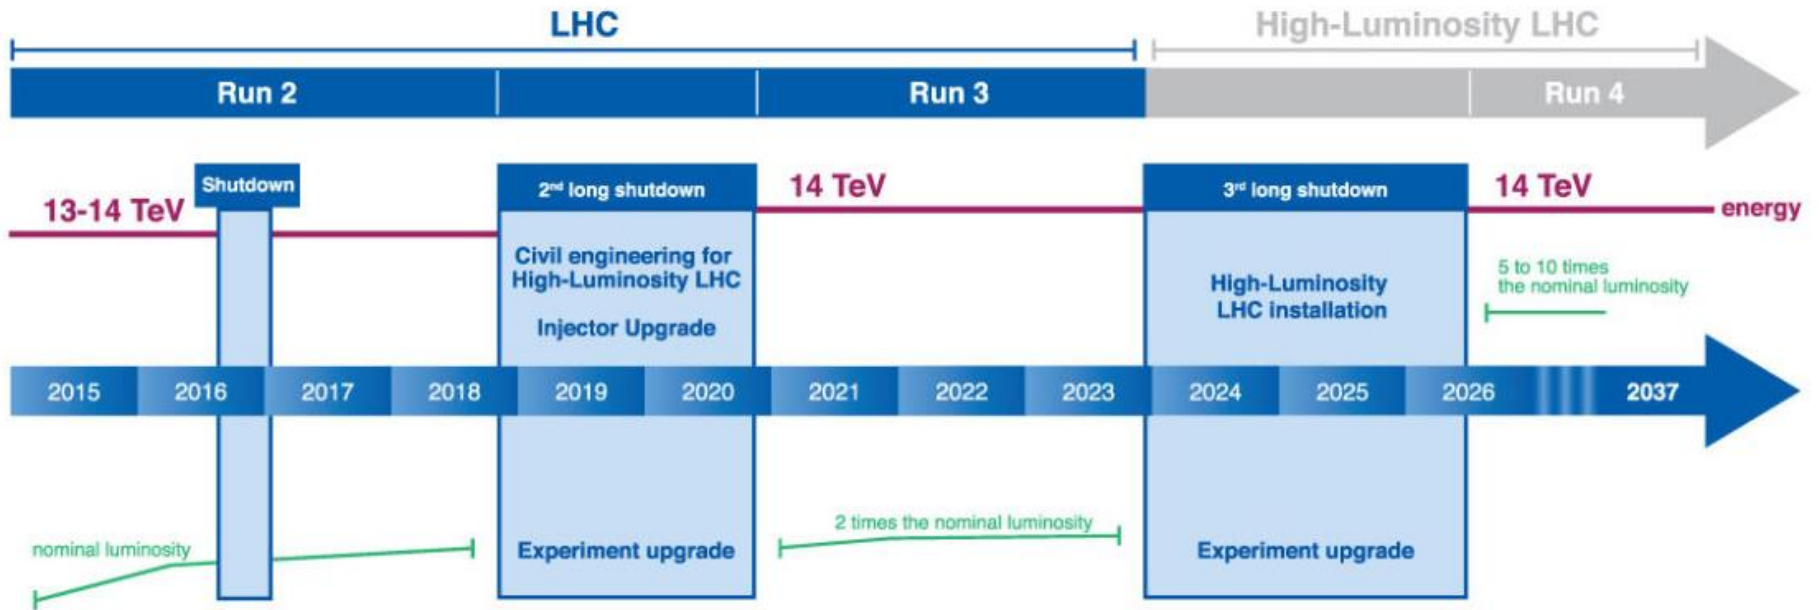 LHC
High-Luminosity LHC
Run 2
Run 3
Run 4
Shutdown
2nd long shutdown
14 TeV
3rd long shutdown
14 TeV
13-14 TeV
energy
Civil engineering for
High-Luminosity LHC
Injector Upgrade
High-Luminosity
LHC installation
5 to 10 times
the nominal luminosity
2015
2016
2017
2018
2019
2020
2021
2022
2023
2024
2025
2026
2037
nominal luminosity
Experiment upgrade
2 times the nominal luminosity
Experiment upgrade